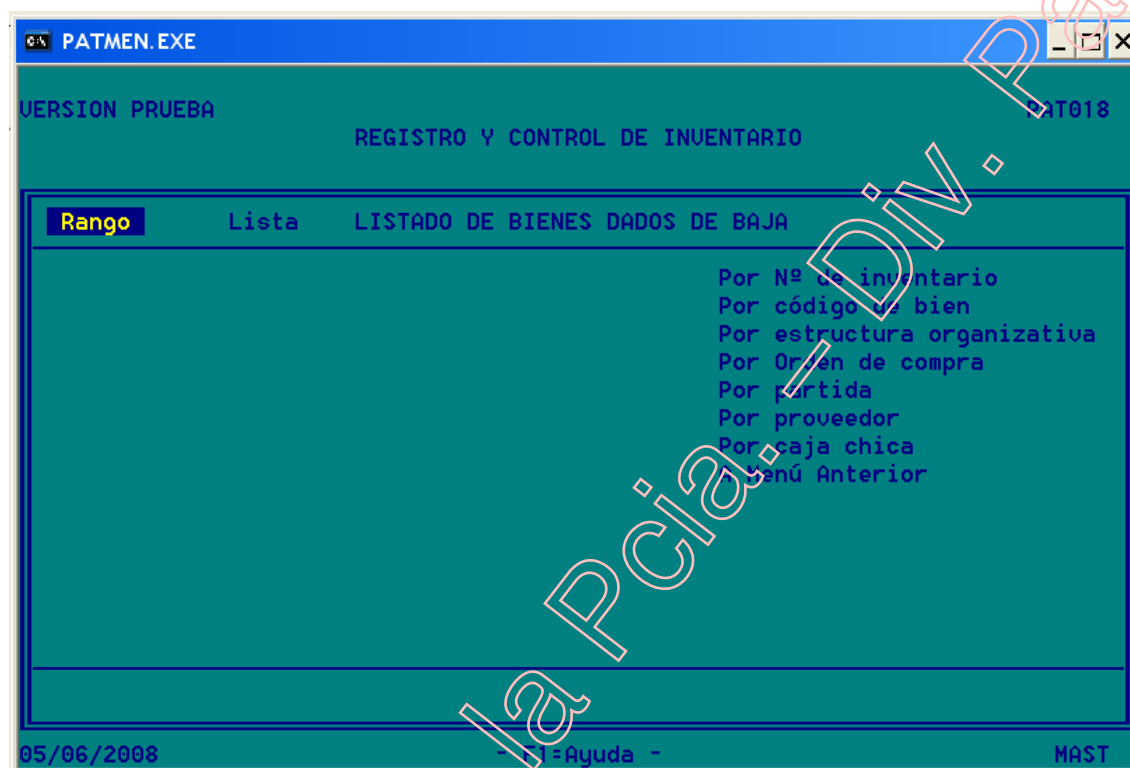 PATMEN.EXE
VERSION PRUEBA PAT018
REGISTRO Y CONTROL DE INVENTARIO
Rango Lista LISTADO DE BIENES DADOS DE BAJA
Por Nº de inventario
Por código de bien
Por estructura organizativa
Por Orden de compra
Por partida
Por proveedor
Por caja chica
A Menú Anterior
05/06/2008 - F1=Ayuda - MAST
la Pcia. - Div. Pa